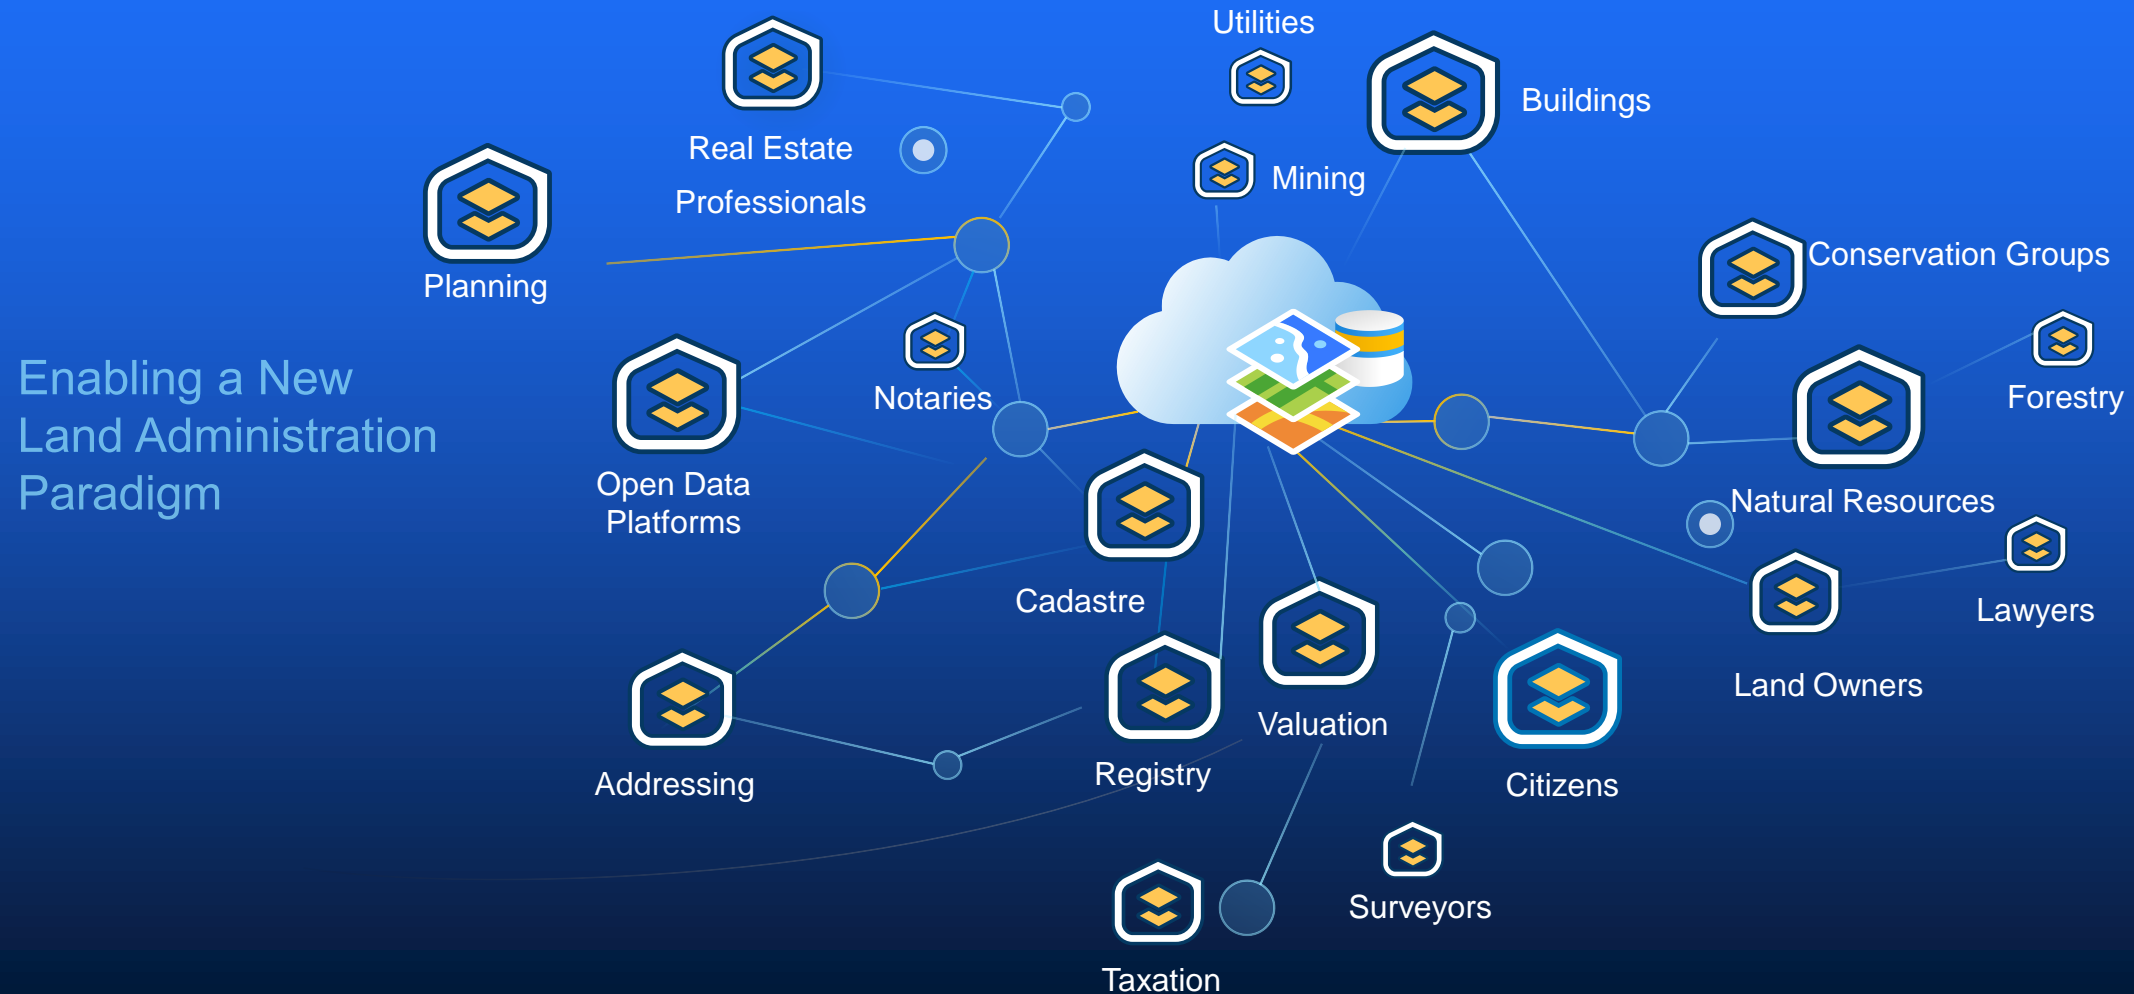 Utilities
Buildings
Real Estate
Professionals
Mining
Planning
Conservation Groups
Enabling a New
Land Administration
Paradigm
Notaries
Forestry
Open Data
Platforms
Natural Resources
Cadastre
Lawyers
Land Owners
Valuation
Registry
Addressing
Citizens
Surveyors
Taxation